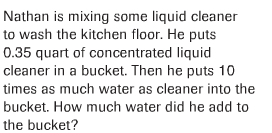 Nathan is mixing some liquid cleaner
to wash the kitchen floor. He puts
0.35 quart of concentrated liquid
cleaner in a bucket. Then he puts 10
times as much water as cleaner into the
bucket. How much water did he add to
the bucket?